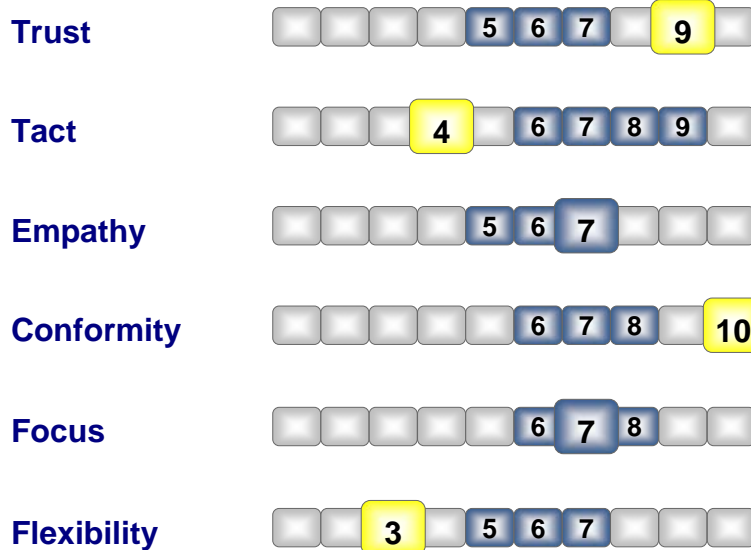 Trust 5 6 7 9
Tact 4 6 7 8 9
Empathy 5 6 7
Conformity 6 7 8 10
Focus 6 7 8
Flexibility 3 5 6 7